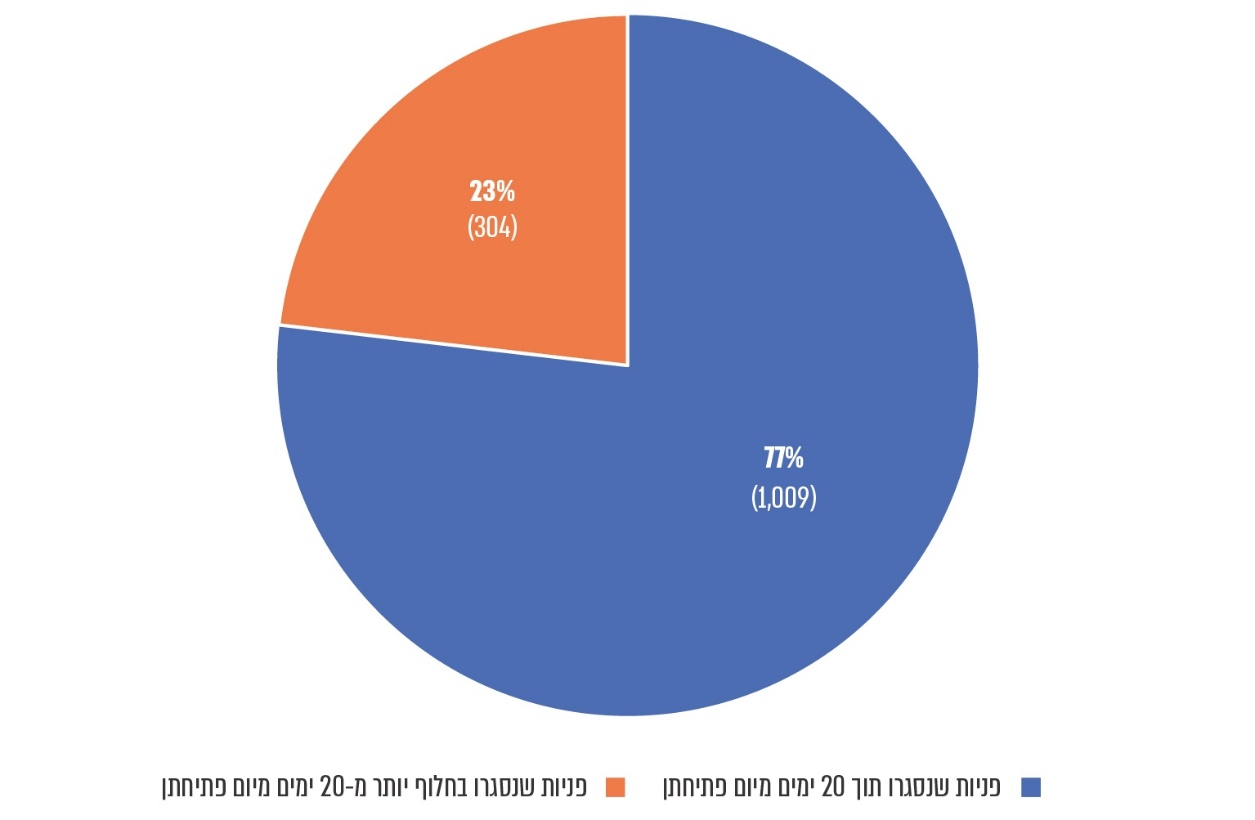 23%
(304)
77%
(1,009)
פניות שנסגרו תוך 20 ימים מיום פתיחתן
פניות שנסגרו בחלוף יותר מ-20 ימים מיום פתיחתן